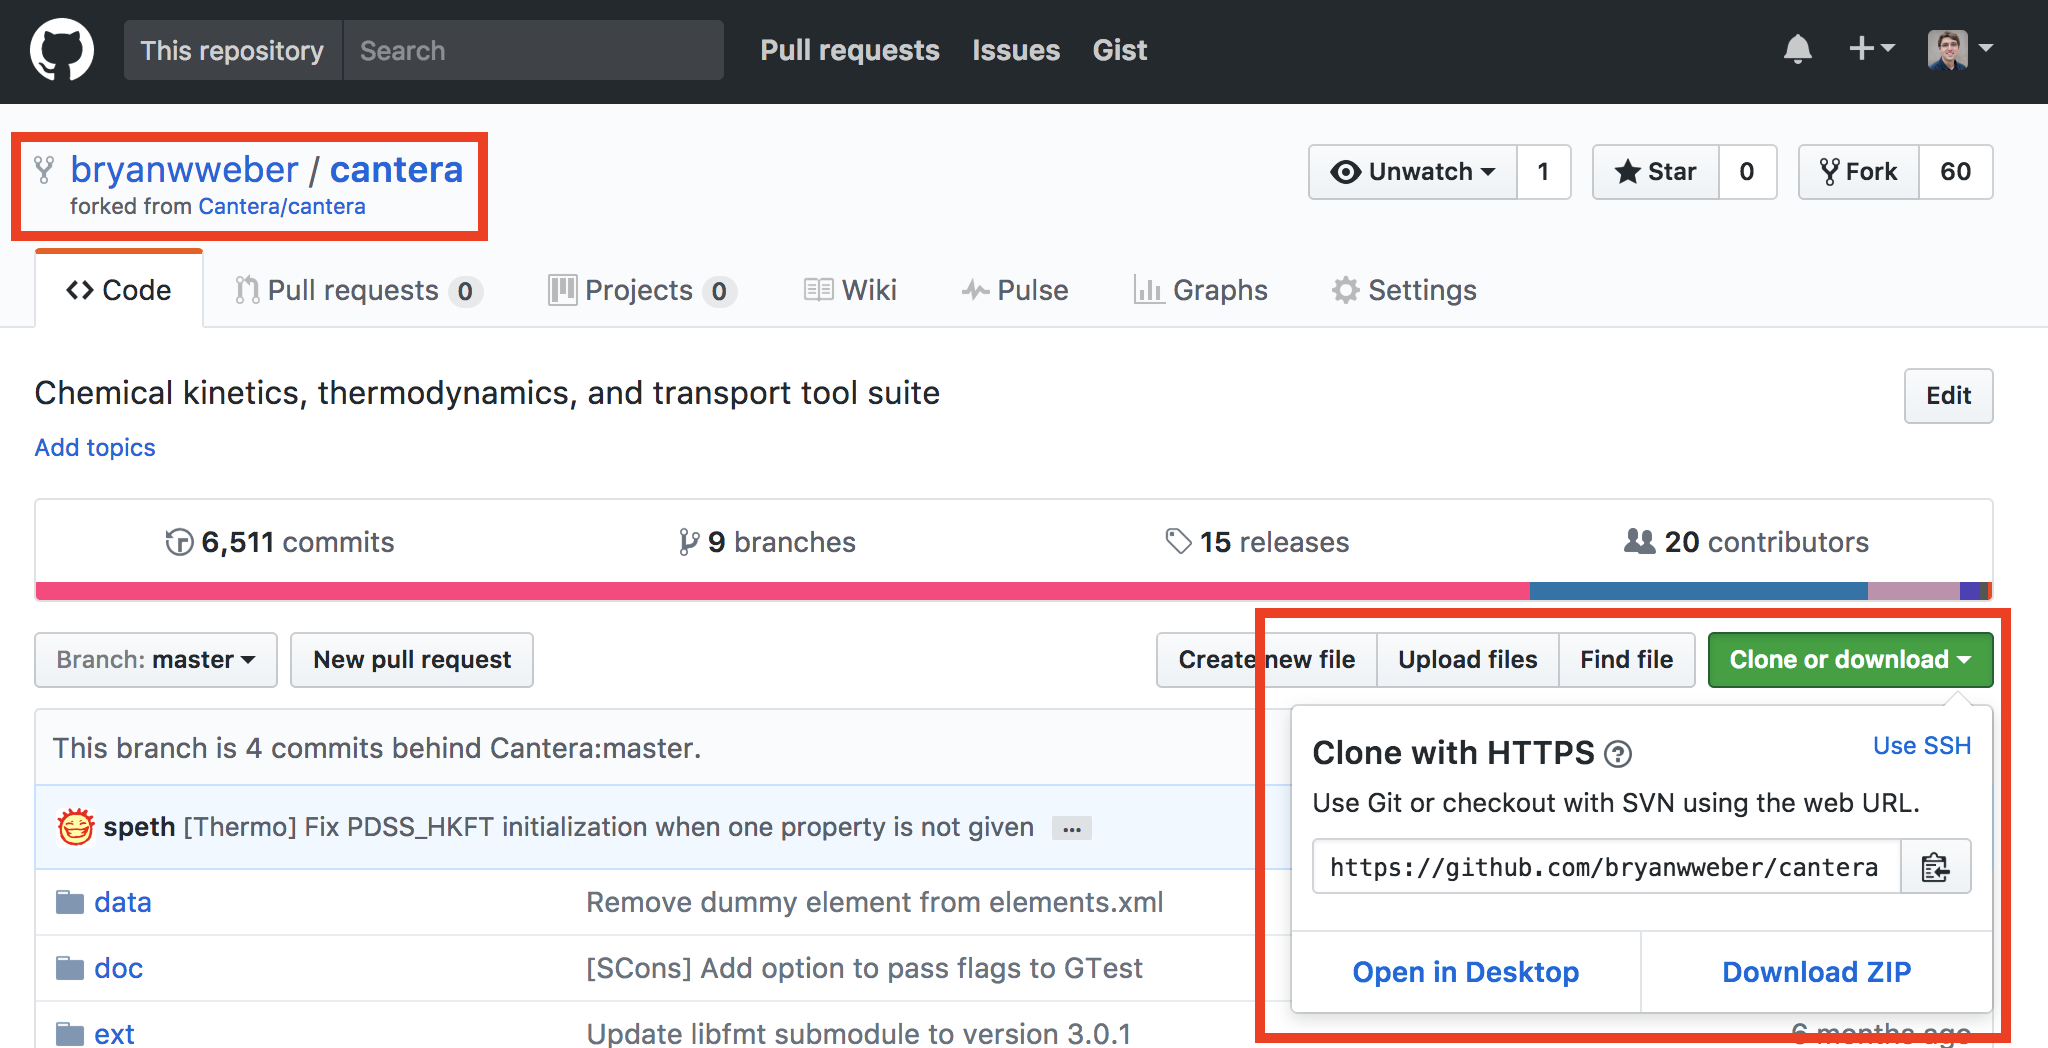 This repository Search Pull requests Issues Gist
bryanwweber / cantera
forked from Cantera/cantera
Unwatch 1 Star 0 Fork 60
Code Pull requests 0 Projects 0 Wiki Pulse Graphs Settings
Chemical kinetics, thermodynamics, and transport tool suite
Edit
Add topics
6,511 commits 9 branches 15 releases 20 contributors
Branch: master New pull request Create new file Upload files Find file Clone or download
This branch is 4 commits behind Cantera:master.
speth [Thermo] Fix PDSS_HKFT initialization when one property is not given ...
data Remove dummy element from elements.xml
doc [SCons] Add option to pass flags to GTest
ext Update libfmt submodule to version 3.0.1
Clone with HTTPS ? Use SSH
Use Git or checkout with SVN using the web URL.
https://github.com/bryanwweber/cantera
Open in Desktop Download ZIP
6 months ago